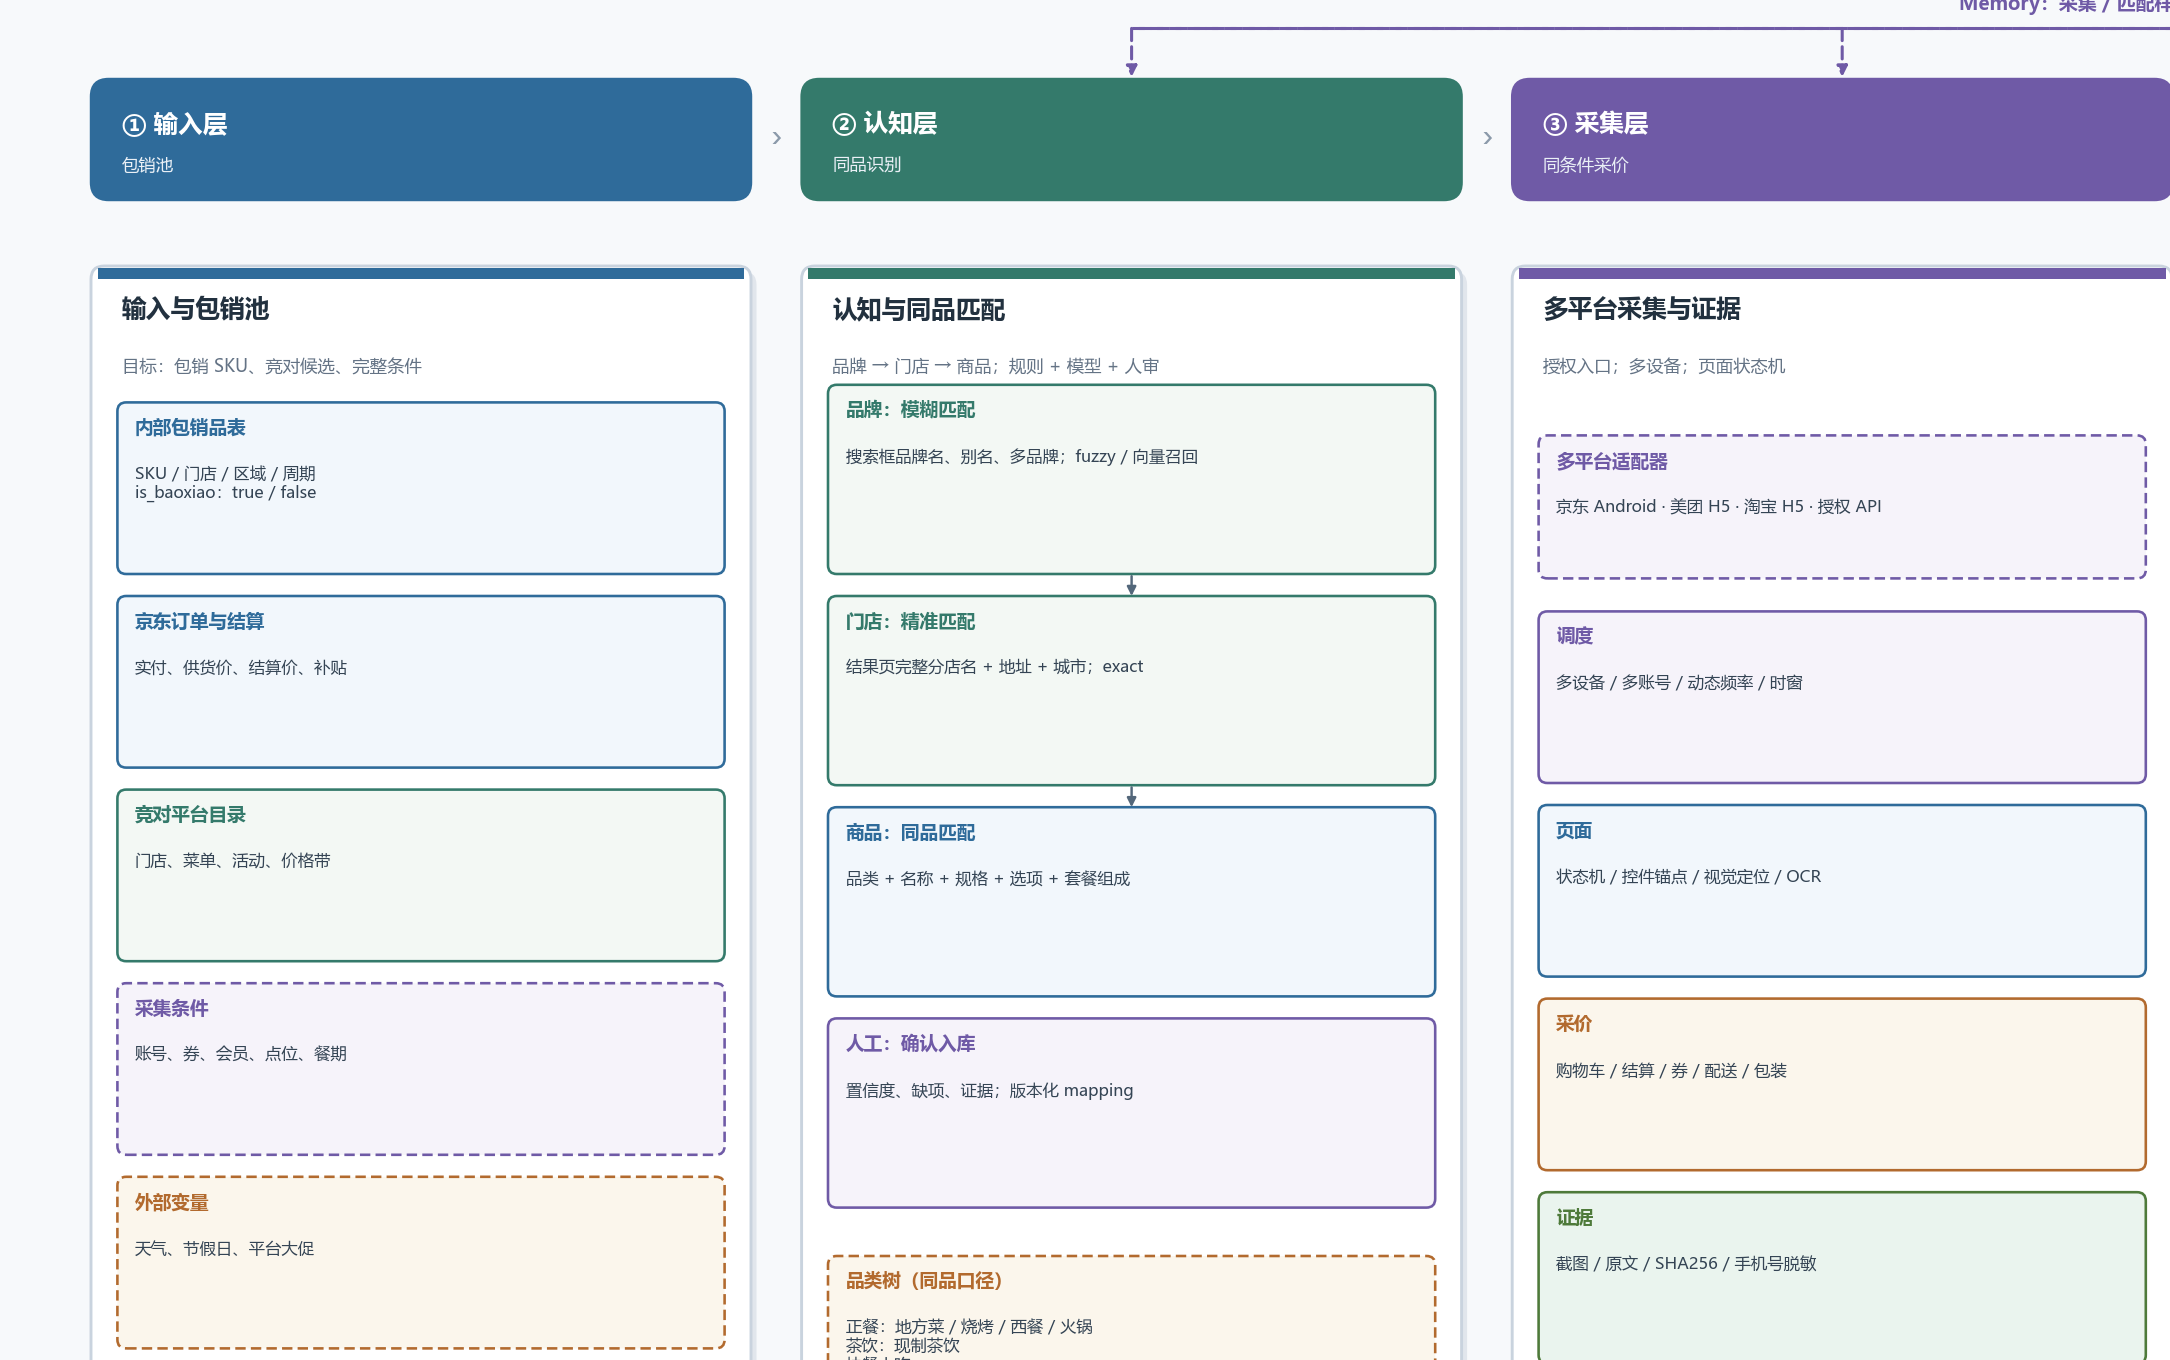 Memory：采集 / 匹配样
① 输入层
包销池
›
② 认知层
同品识别
›
③ 采集层
同条件采价
输入与包销池
目标：包销 SKU、竞对候选、完整条件
内部包销品表
SKU / 门店 / 区域 / 周期
is_baoxiao：true / false
京东订单与结算
实付、供货价、结算价、补贴
竞对平台目录
门店、菜单、活动、价格带
采集条件
账号、券、会员、点位、餐期
外部变量
天气、节假日、平台大促
认知与同品匹配
品牌 → 门店 → 商品；规则 + 模型 + 人审
品牌：模糊匹配
搜索框品牌名、别名、多品牌；fuzzy / 向量召回
门店：精准匹配
结果页完整分店名 + 地址 + 城市；exact
商品：同品匹配
品类 + 名称 + 规格 + 选项 + 套餐组成
人工：确认入库
置信度、缺项、证据；版本化 mapping
品类树（同品口径）
正餐：地方菜 / 烧烤 / 西餐 / 火锅
茶饮：现制茶饮
多平台采集与证据
授权入口；多设备；页面状态机
多平台适配器
京东 Android · 美团 H5 · 淘宝 H5 · 授权 API
调度
多设备 / 多账号 / 动态频率 / 时窗
页面
状态机 / 控件锚点 / 视觉定位 / OCR
采价
购物车 / 结算 / 券 / 配送 / 包装
证据
截图 / 原文 / SHA256 / 手机号脱敏